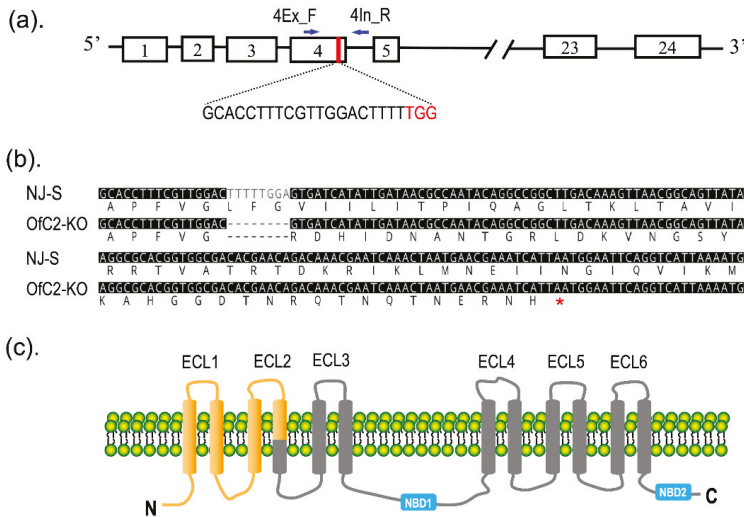 (a).
4Ex_F 4In_R
5’ 1 2 3 4 5 23 24 3’
GCACCTTTCGTTGGACTTTTTGG
(b).
NJ-S GCACCTTTCGTTGGACTTTTTGGAGTGATCATATTGATAACGCCAATACAGGCCGGCTTGACAAAGTTAACGGCAGTTATA
A P F V G L F G V I I L I T P I Q A G L T K L T A V I
OfC2-KO GCACCTTTCGTTGGAC--------GTGATCATATTGATAACGCCAATACAGGCCGGCTTGACAAAGTTAACGGCAGTTATA
A P F V G -------- R D H I D N A N T G R L D K V N G S Y
NJ-S AGGCGCACGGTGGCGACACGAACAGACAAACGAATCAAACTAATGAACGAAATCATTAATGGAATTCAGGTCATTAAAATG
R R T V A T R T D K R I K L M N E I I N G I Q V I K M
OfC2-KO AGGCGCACGGTGGCGACACGAACAGACAAACGAATCAAACTAATGAACGAAATCATTAATGGAATTCAGGTCATTAAAATG
K A H G G D T N R Q T N Q T N E R N H *
(c).
ECL1 ECL2 ECL3 ECL4 ECL5 ECL6
N NBD1 NBD2 C